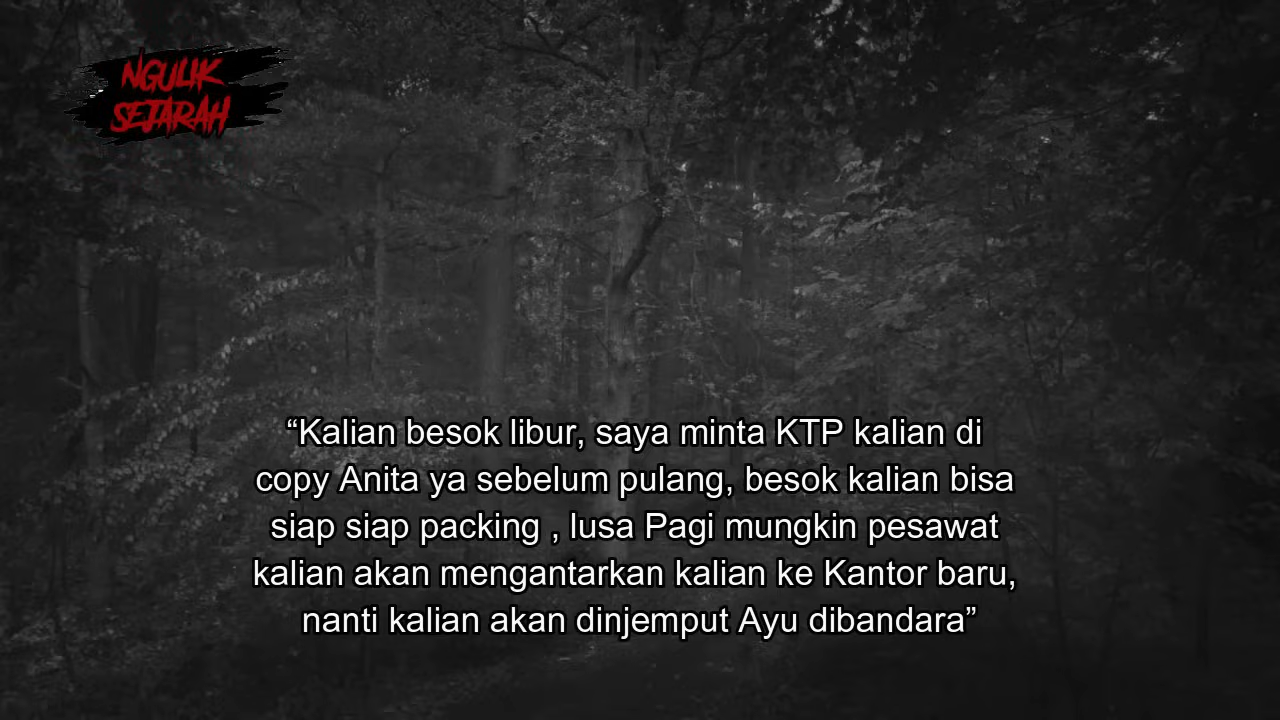 NGULIK
SEJARAH
“Kalian besok libur, saya minta KTP kalian di
copy Anita ya sebelum pulang, besok kalian bisa
siap siap packing , lusa Pagi mungkin pesawat
kalian akan mengantarkan kalian ke Kantor baru,
nanti kalian akan dinjemput Ayu dibandara”